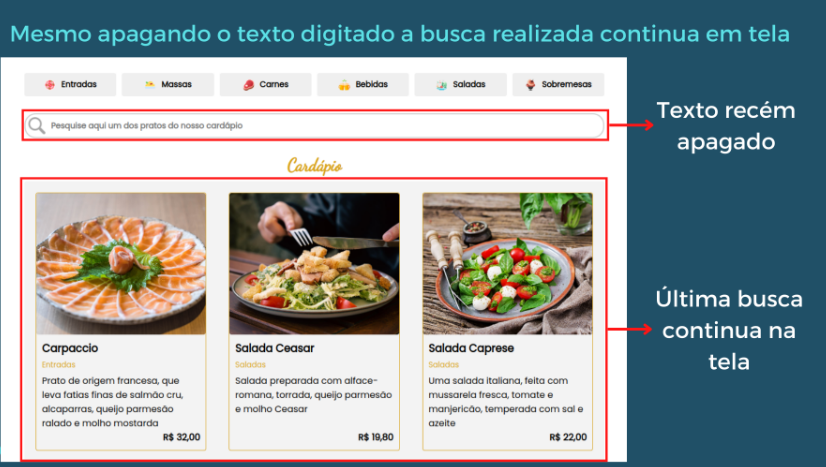 Mesmo apagando o texto digitado a busca realizada continua em tela
Entradas Massas Carnes Bebidas Saladas Sobremesas
Pesquise aqui um dos pratos do nosso cardápio
Texto recém
apagado
Cardápio
Carpaccio
Entradas
Prato de origem francesa, que
leva fatias finas de salmão cru,
alcaparras, queijo parmesão
ralado e molho mostarda
R$ 32,00
Salada Ceasar
Saladas
Salada preparada com alface-
romana, torrada, queijo parmesão
e molho Ceasar
R$ 19,80
Salada Caprese
Saladas
Uma salada italiana, feita com
mussarela fresca, tomate e
manjericão, temperada com sal e
azeite
R$ 22,00
Última busca
continua na
tela